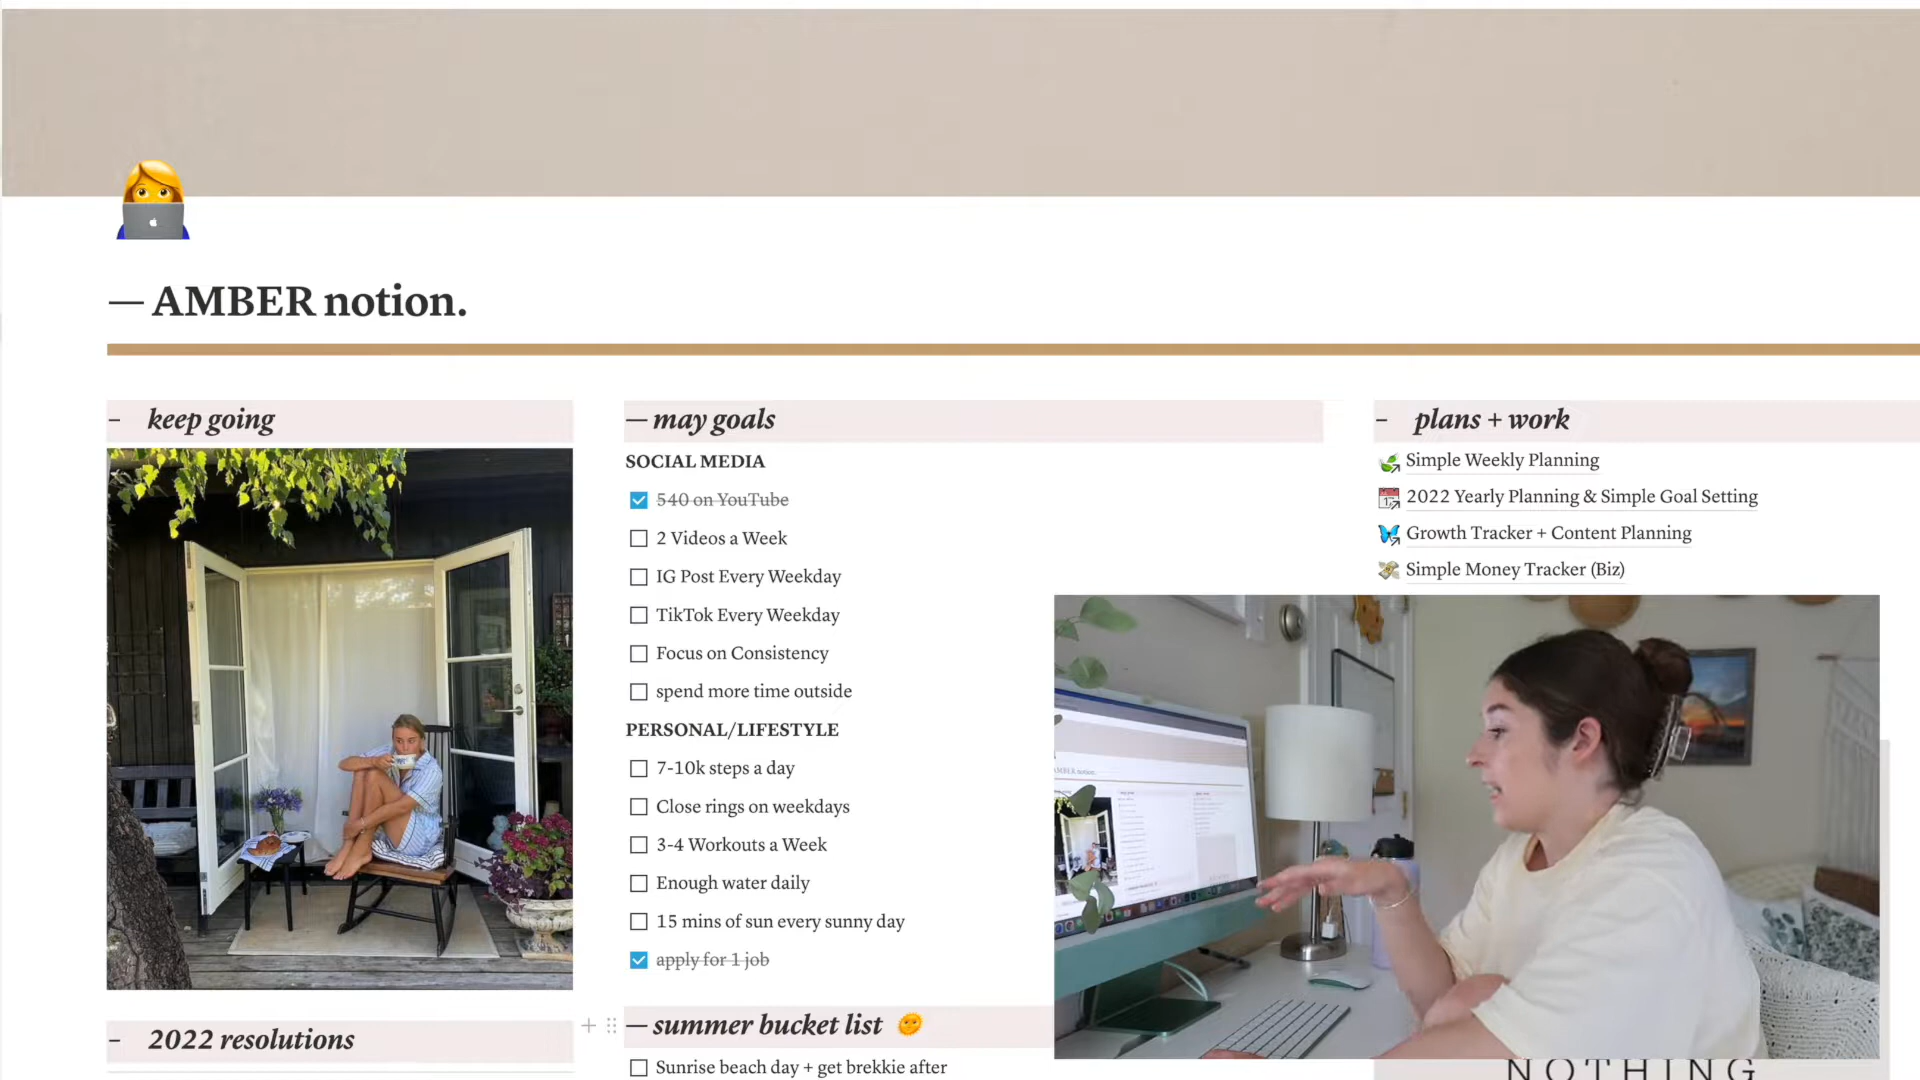 — AMBER notion.
– keep going
2022 resolutions
— may goals
SOCIAL MEDIA
540 on YouTube
2 Videos a Week
IG Post Every Weekday
TikTok Every Weekday
Focus on Consistency
spend more time outside
PERSONAL/LIFESTYLE
7-10k steps a day
Close rings on weekdays
3-4 Workouts a Week
Enough water daily
15 mins of sun every sunny day
apply for 1 job
— summer bucket list
Sunrise beach day + get brekkie after
– plans + work
Simple Weekly Planning
2022 Yearly Planning & Simple Goal Setting
Growth Tracker + Content Planning
Simple Money Tracker (Biz)
AMBER notion.
NOTHING